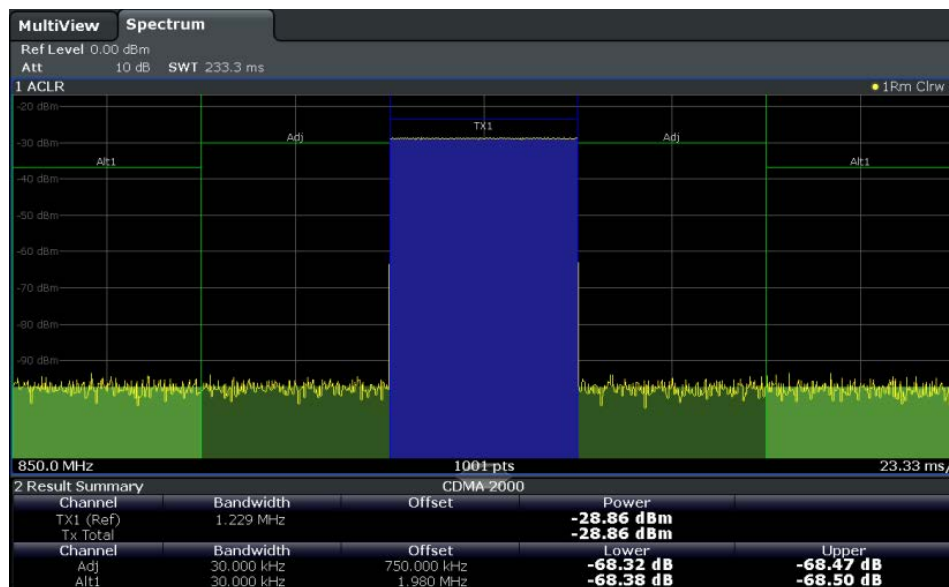 MultiView Spectrum
Ref Level 0.00 dBm
Att 10 dB SWT 233.3 ms
1 ACLR 1Rm Clrw
-20 dBm
TX1
Adj Adj
-30 dBm
Alt1 Alt1
-40 dBm
-50 dBm
-60 dBm
-70 dBm
-80 dBm
-90 dBm
850.0 MHz 1001 pts 23.33 ms/
2 Result Summary CDMA 2000
Channel Bandwidth Offset Power
TX1 (Ref) 1.229 MHz -28.86 dBm
Tx Total -28.86 dBm
Channel Bandwidth Offset Lower Upper
Adj 30.000 kHz 750.000 kHz -68.32 dB -68.47 dB
Alt1 30.000 kHz 1.980 MHz -68.38 dB -68.50 dB